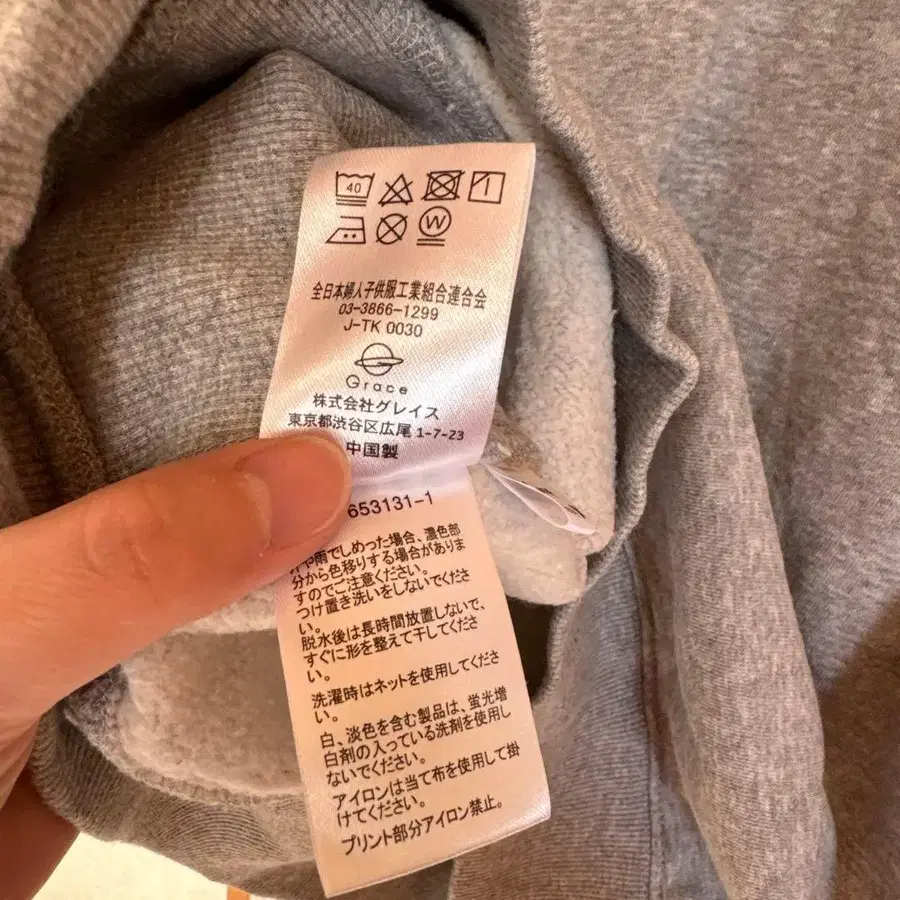 40
W
全日本婦人子供服工業組合連合会
03-3866-1299
J-TK 0030
Grace
株式会社グレイス
東京都渋谷区広尾 1-7-23
中国製
653131-1
や雨でしめった場合、濃色部
分から色移りする場合がありま
すのでご注意ください。
つけ置き洗いをしないでくださ
い。
脱水後は長時間放置しないで、
すぐに形を整えて干してくださ
い。
洗濯時はネットを使用してくださ
い。
白、淡色を含む製品は、蛍光増
白剤の入っている洗剤を使用し
ないでください。
アイロンは当て布を使用して掛
けてください。
プリント部分アイロン禁止。